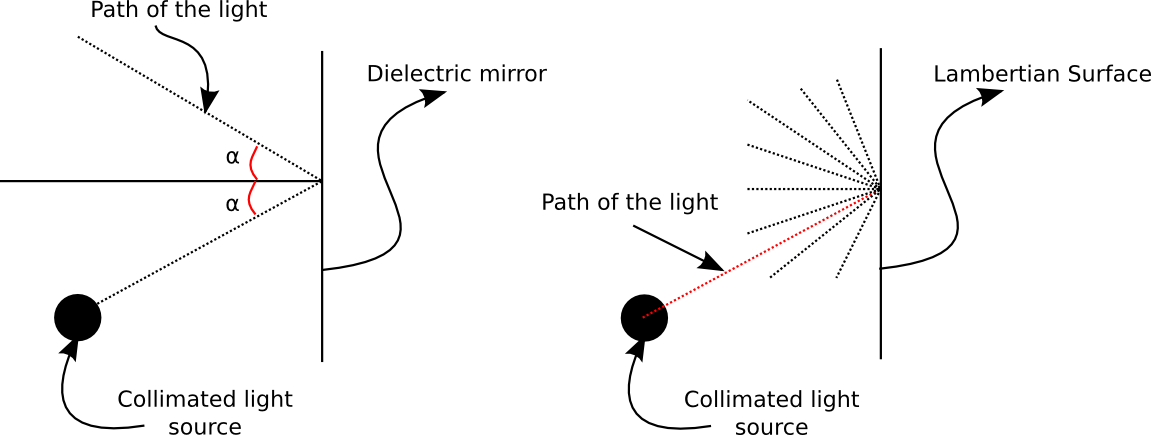 Path of the light
Dielectric mirror
α
α
Collimated light
source
Lambertian Surface
Path of the light
Collimated light
source